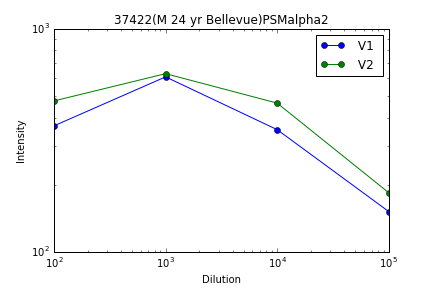 37422(M 24 yr Bellevue)PSMalpha2
10³
V1
V2
Intensity
10²
10² 10³ 10⁴ 10⁵
Dilution